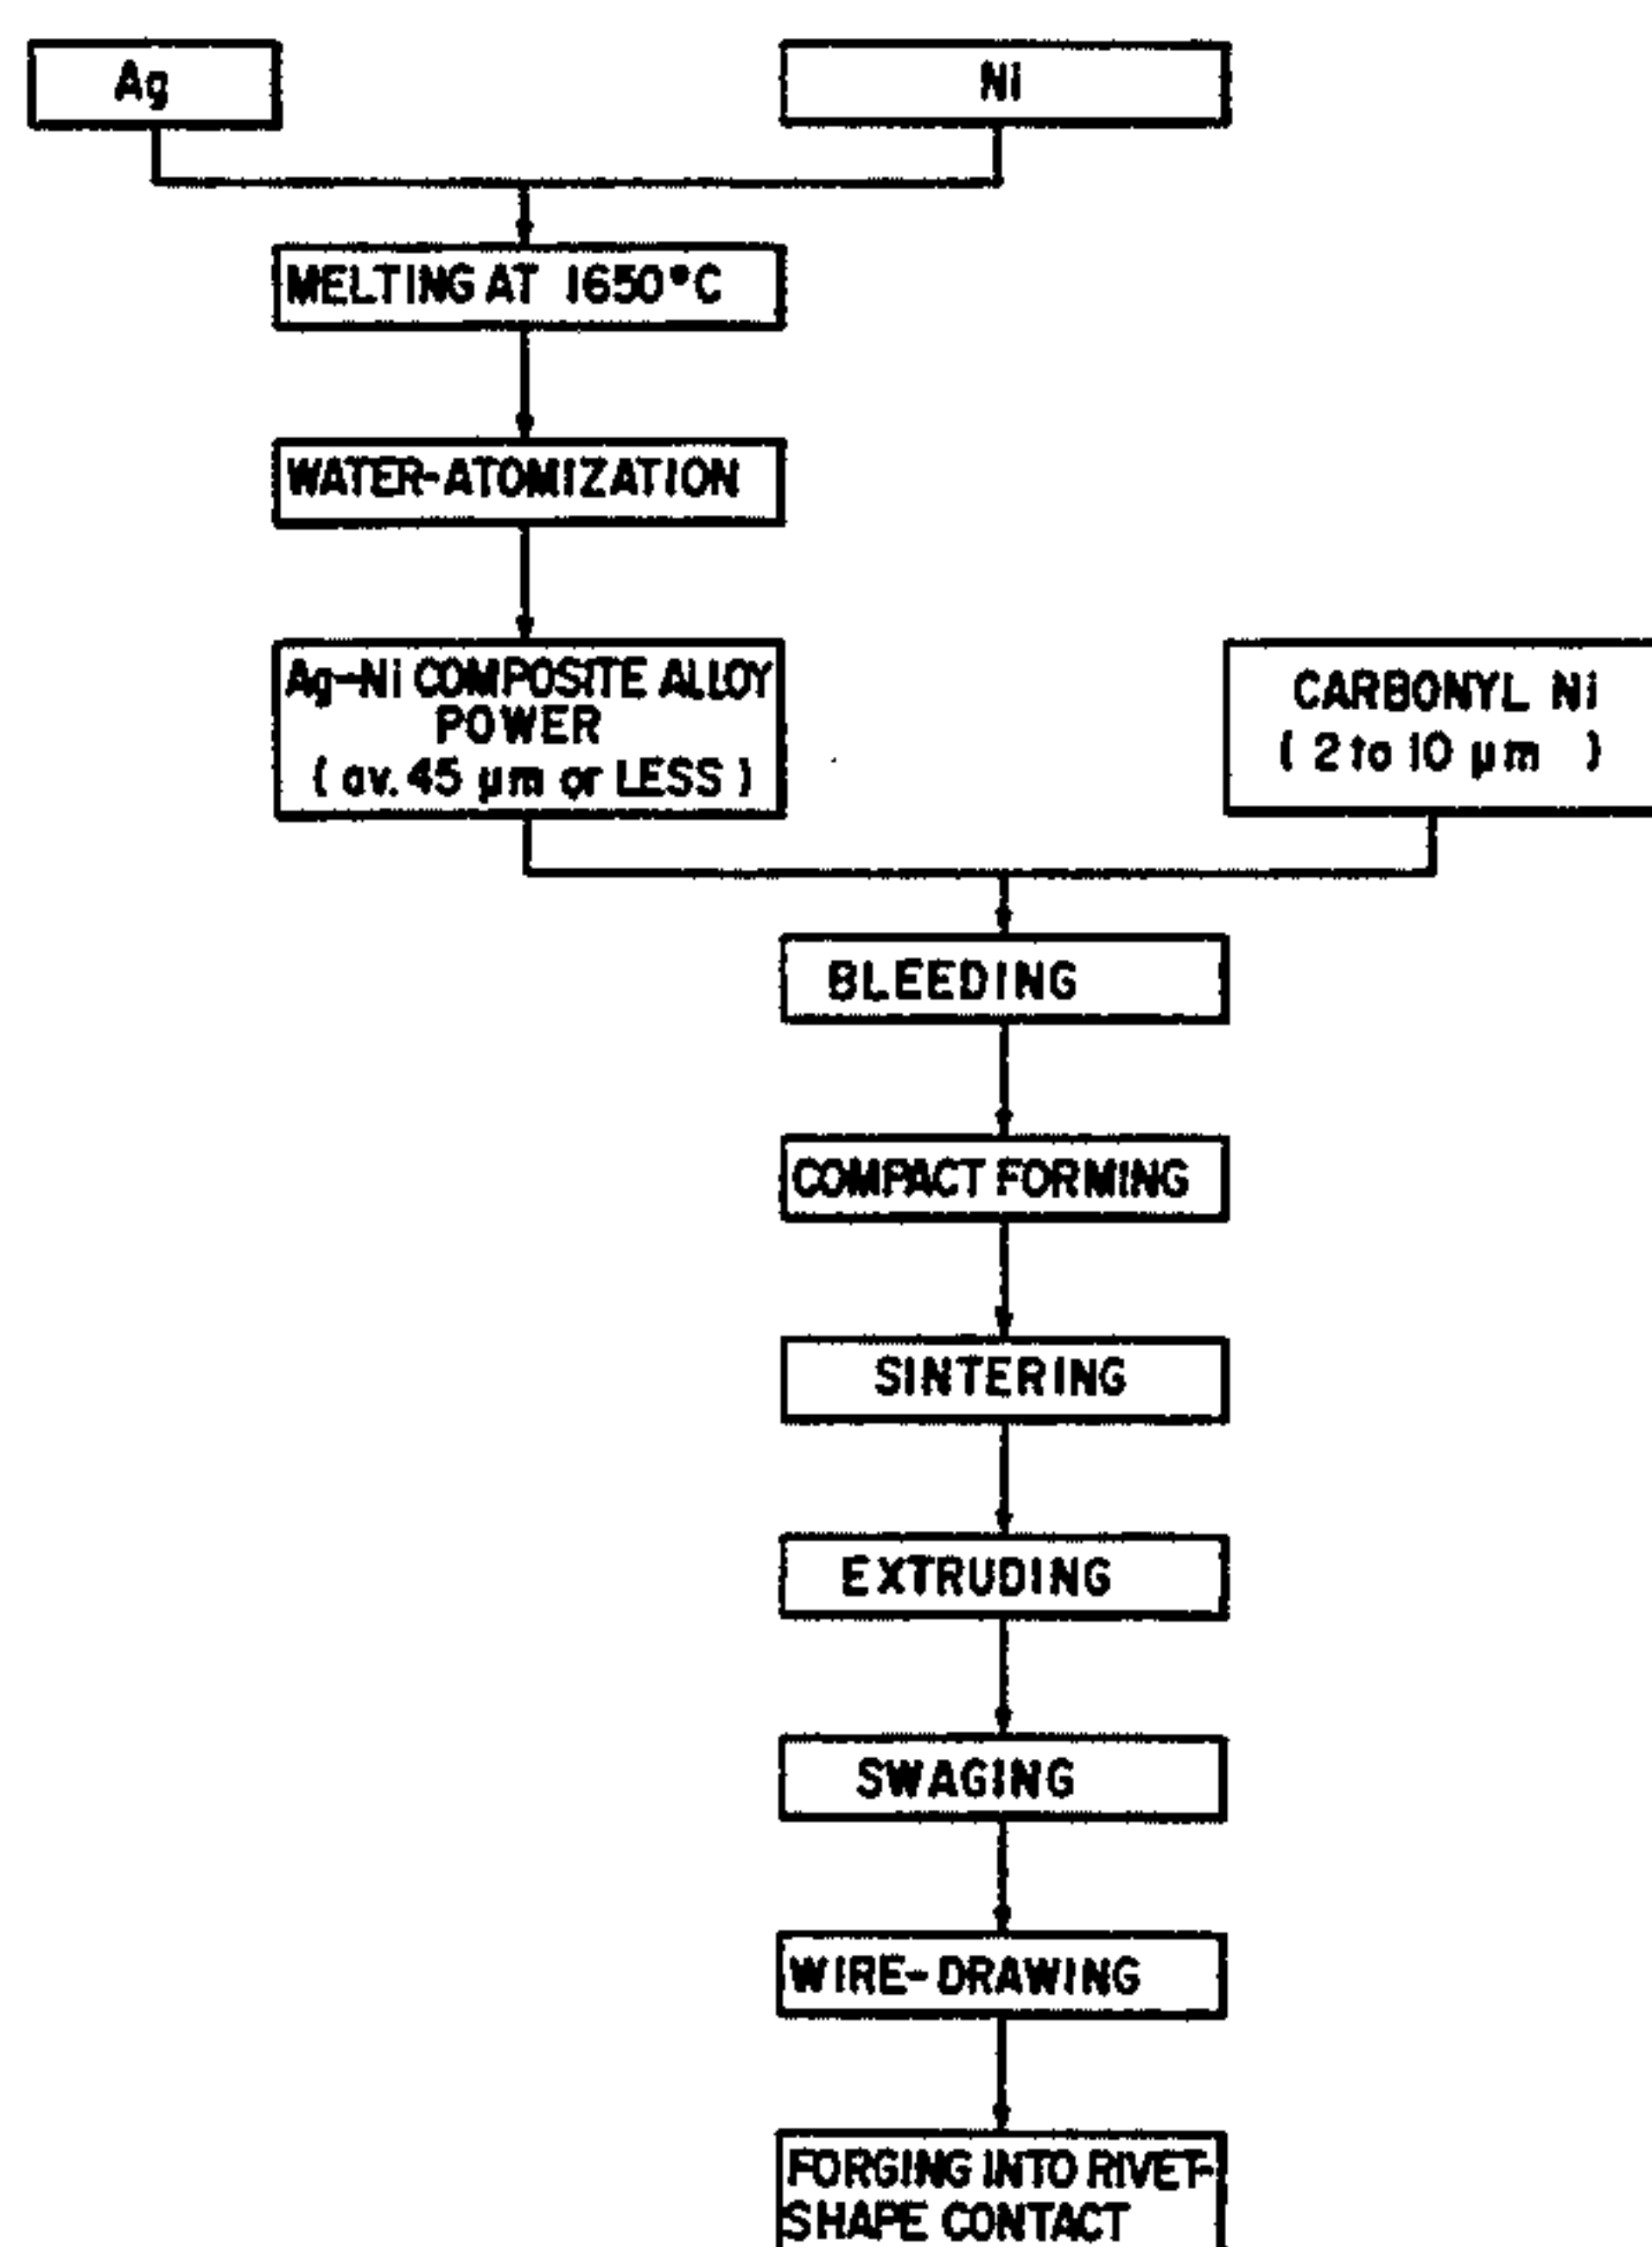 Ag
Ni
MELTING AT 1650°C
WATER-ATOMIZATION
Ag-Ni COMPOSITE ALLOY
POWER
( av. 45 μm or LESS )
CARBONYL Ni
( 2 to 10 μm )
BLEEDING
COMPACT FORMING
SINTERING
EXTRUDING
SWAGING
WIRE-DRAWING
FORGING INTO RIVET-
SHAPE CONTACT